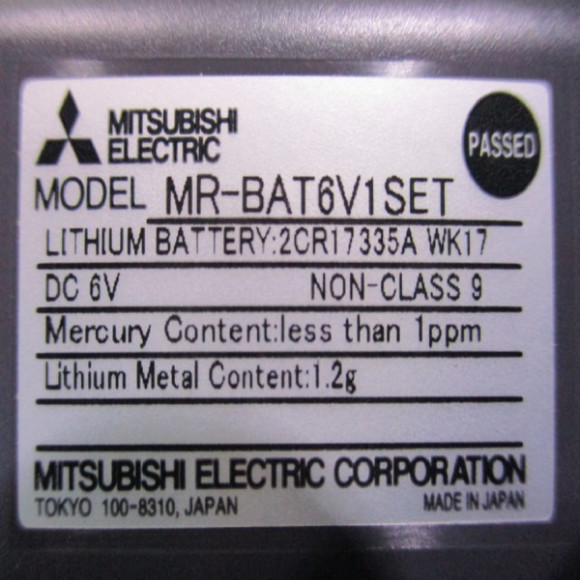 MITSUBISHI
ELECTRIC
PASSED
MODEL MR-BAT6V1SET
LITHIUM BATTERY:2CR17335A WK17
DC 6V NON-CLASS 9
Mercury Content:less than 1ppm
Lithium Metal Content:1.2g
MITSUBISHI ELECTRIC CORPORATION
TOKYO 100-8310, JAPAN MADE IN JAPAN